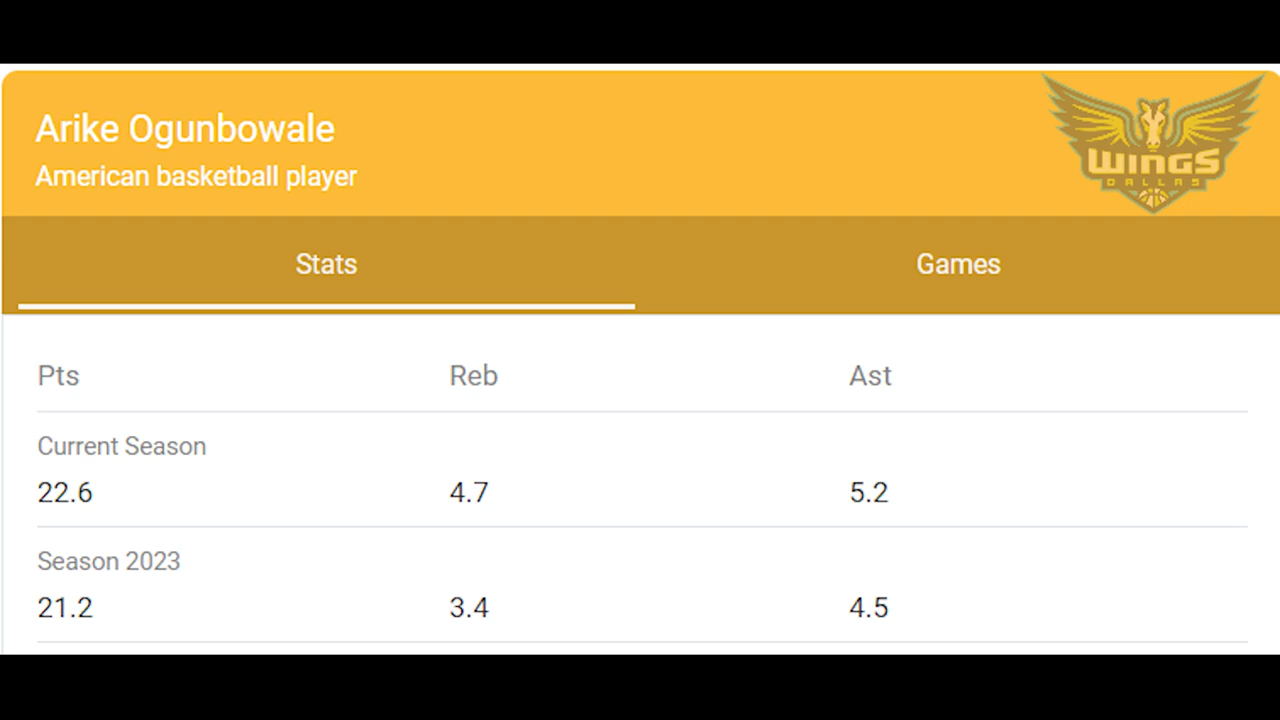 Arike Ogunbowale
American basketball player
WINGS
DALLAS
Stats Games
Pts Reb Ast
Current Season
22.6 4.7 5.2
Season 2023
21.2 3.4 4.5